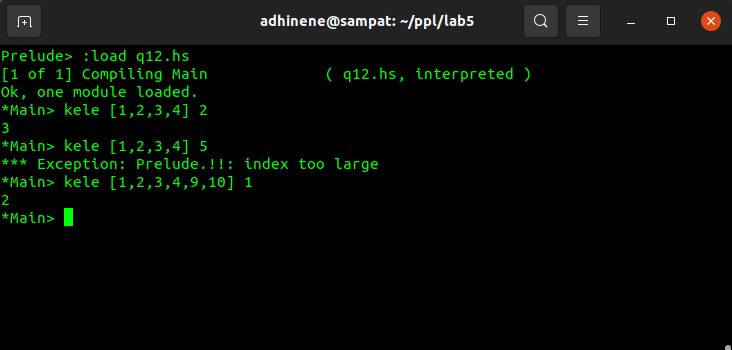 adhinene@sampat: ~/ppl/lab5
Prelude> :load q12.hs
[1 of 1] Compiling Main             ( q12.hs, interpreted )
Ok, one module loaded.
*Main> kele [1,2,3,4] 2
3
*Main> kele [1,2,3,4] 5
*** Exception: Prelude.!!: index too large
*Main> kele [1,2,3,4,9,10] 1
2
*Main>